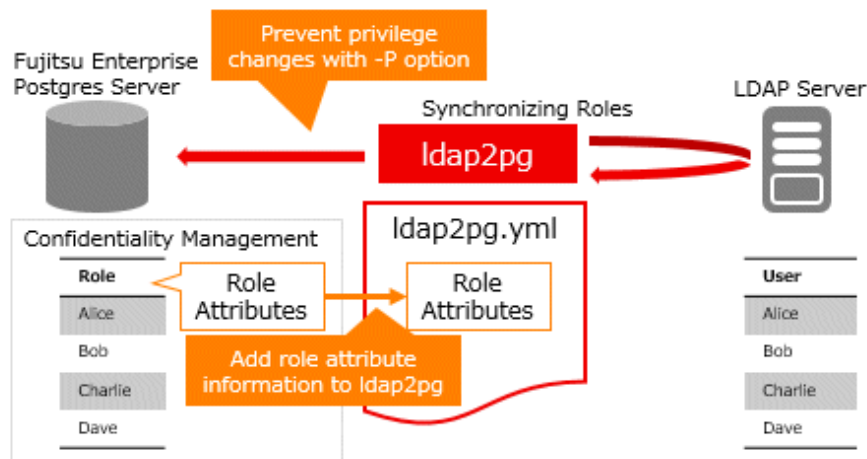 Prevent privilege
changes with -P option
Fujitsu Enterprise
Postgres Server
LDAP Server
Synchronizing Roles
ldap2pg
Confidentiality Management
ldap2pg.yml
Role
Role
Attributes
Role
Attributes
User
Alice
Bob
Charlie
Dave
Add role attribute
information to ldap2pg
Alice
Bob
Charlie
Dave